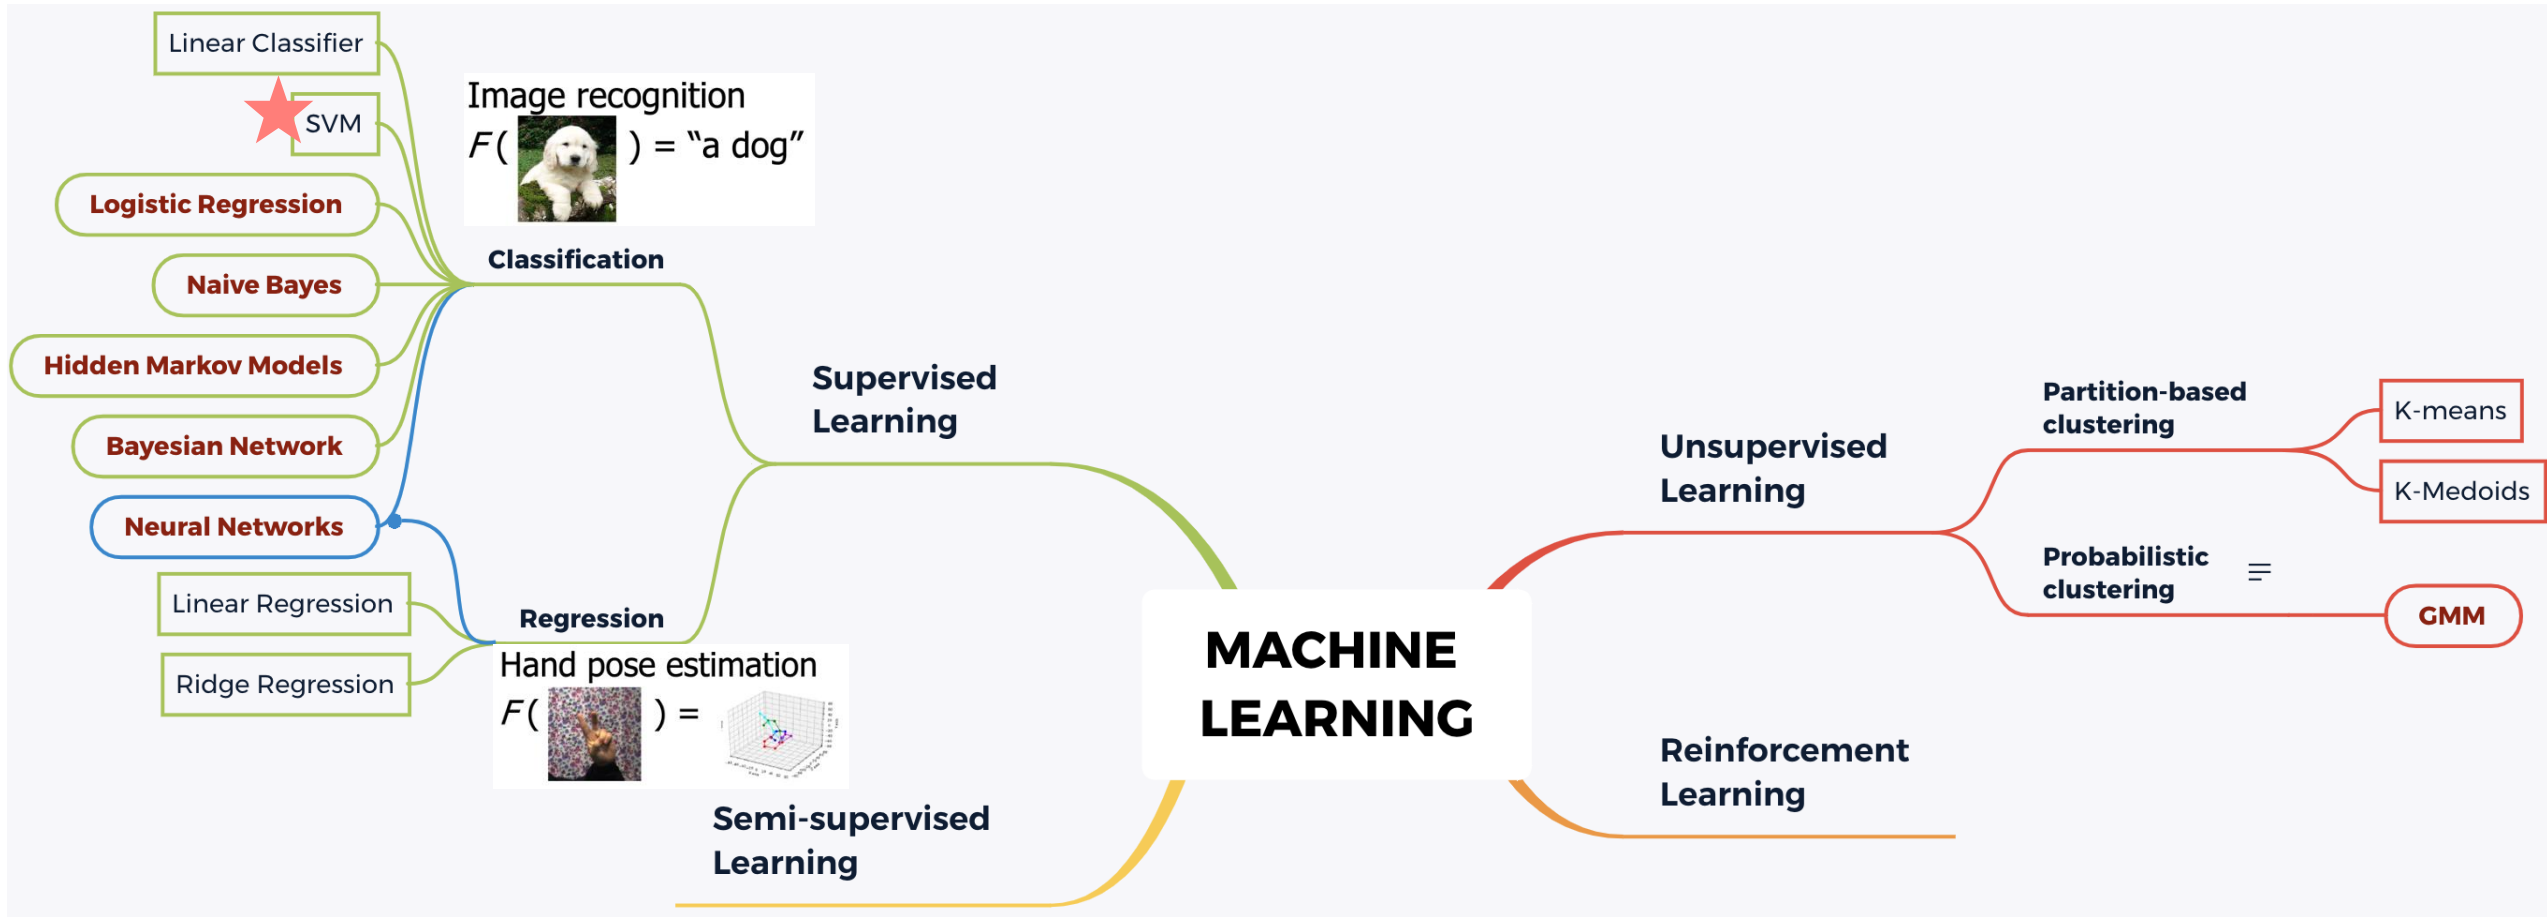 Linear Classifier
SVM
Logistic Regression
Naive Bayes
Hidden Markov Models
Bayesian Network
Neural Networks
Linear Regression
Ridge Regression
Image recognition
F( ) = “a dog”
Classification
Regression
Hand pose estimation
F( ) =
Supervised
Learning
Semi-supervised
Learning
MACHINE
LEARNING
Unsupervised
Learning
Partition-based
clustering
K-means
K-Medoids
Probabilistic
clustering
GMM
Reinforcement
Learning